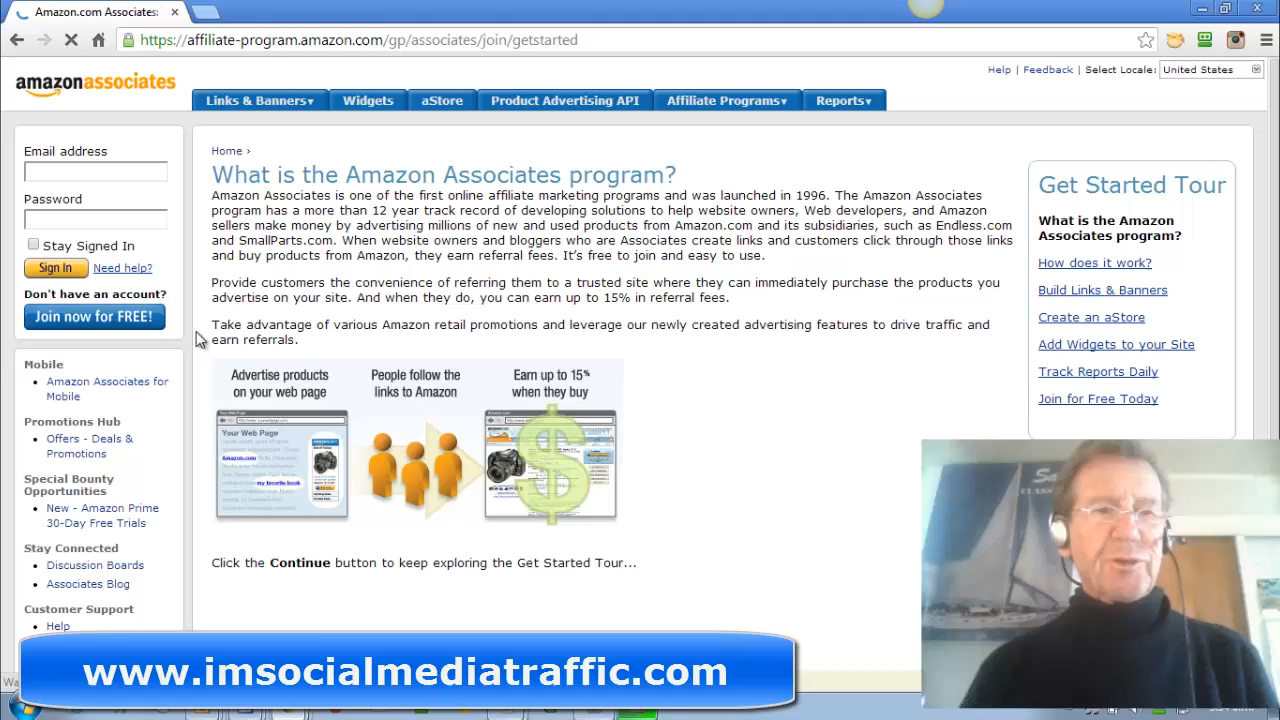 Amazon.com Associates:
https://affiliate-program.amazon.com/gp/associates/join/getstarted
Help | Feedback | Select Locale: United States
amazonassociates
Links & Banners Widgets aStore Product Advertising API Affiliate Programs Reports
Email address
Password
Stay Signed In
Sign In Need help?
Don't have an account?
Join now for FREE!
Mobile
Amazon Associates for
Mobile
Promotions Hub
Offers - Deals &
Promotions
Special Bounty
Opportunities
New - Amazon Prime
30-Day Free Trials
Stay Connected
Discussion Boards
Associates Blog
Customer Support
Help
Home ›
What is the Amazon Associates program?
Amazon Associates is one of the first online affiliate marketing programs and was launched in 1996. The Amazon Associates
program has a more than 12 year track record of developing solutions to help website owners, Web developers, and Amazon
sellers make money by advertising millions of new and used products from Amazon.com and its subsidiaries, such as Endless.com
and SmallParts.com. When website owners and bloggers who are Associates create links and customers click through those links
and buy products from Amazon, they earn referral fees. It's free to join and easy to use.
Provide customers the convenience of referring them to a trusted site where they can immediately purchase the products you
advertise on your site. And when they do, you can earn up to 15% in referral fees.
Take advantage of various Amazon retail promotions and leverage our newly created advertising features to drive traffic and
earn referrals.
Advertise products
on your web page
People follow the
links to Amazon
Earn up to 15%
when they buy
Your Web Page
Amazon.com
my favorite book
$
Click the Continue button to keep exploring the Get Started Tour...
Get Started Tour
What is the Amazon
Associates program?
How does it work?
Build Links & Banners
Create an aStore
Add Widgets to your Site
Track Reports Daily
Join for Free Today
www.imsocialmediatraffic.com